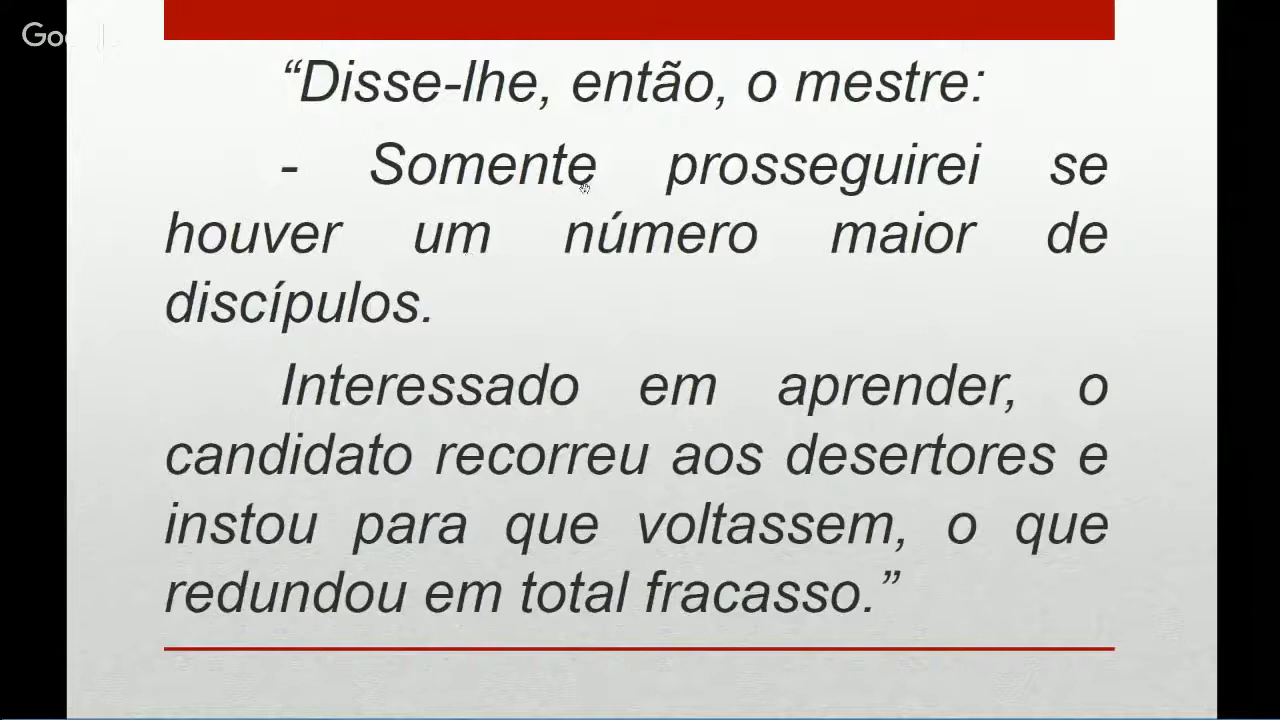 Goo
“Disse-lhe, então, o mestre:
- Somente prosseguirei se
houver um número maior de
discípulos.
Interessado em aprender, o
candidato recorreu aos desertores e
instou para que voltassem, o que
redundou em total fracasso.”